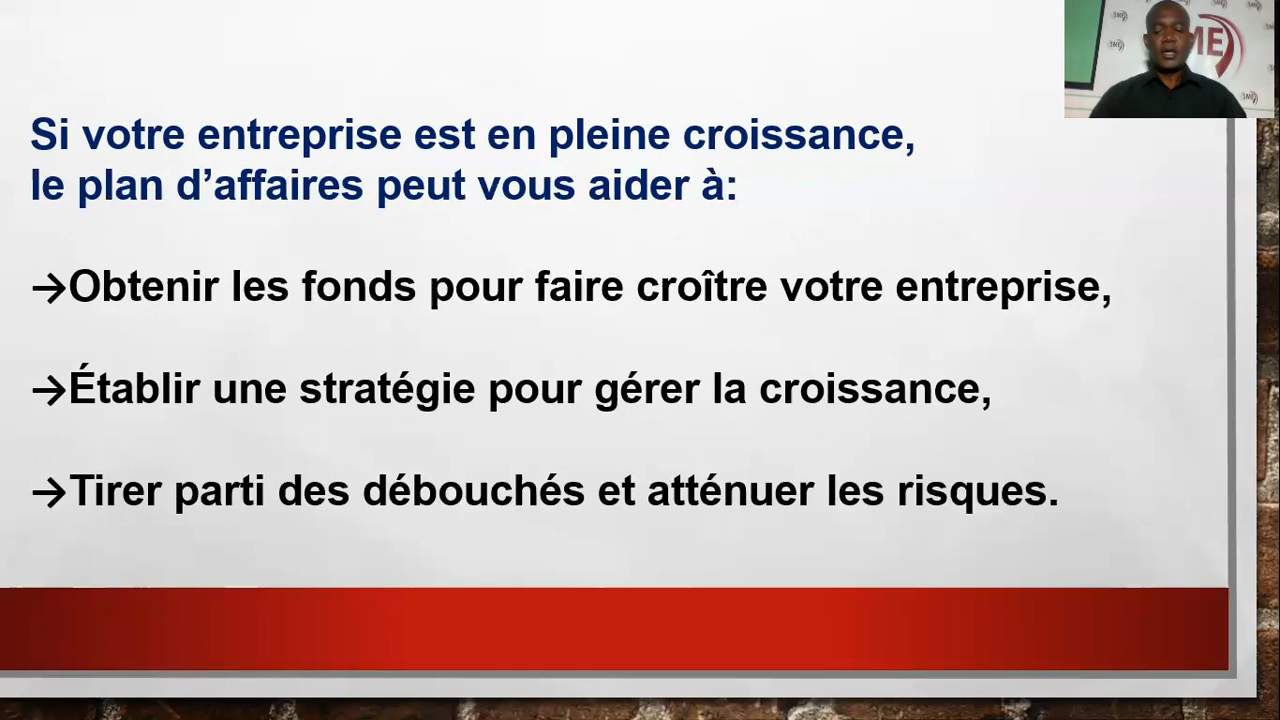 Si votre entreprise est en pleine croissance,
le plan d’affaires peut vous aider à:
→Obtenir les fonds pour faire croître votre entreprise,
→Établir une stratégie pour gérer la croissance,
→Tirer parti des débouchés et atténuer les risques.